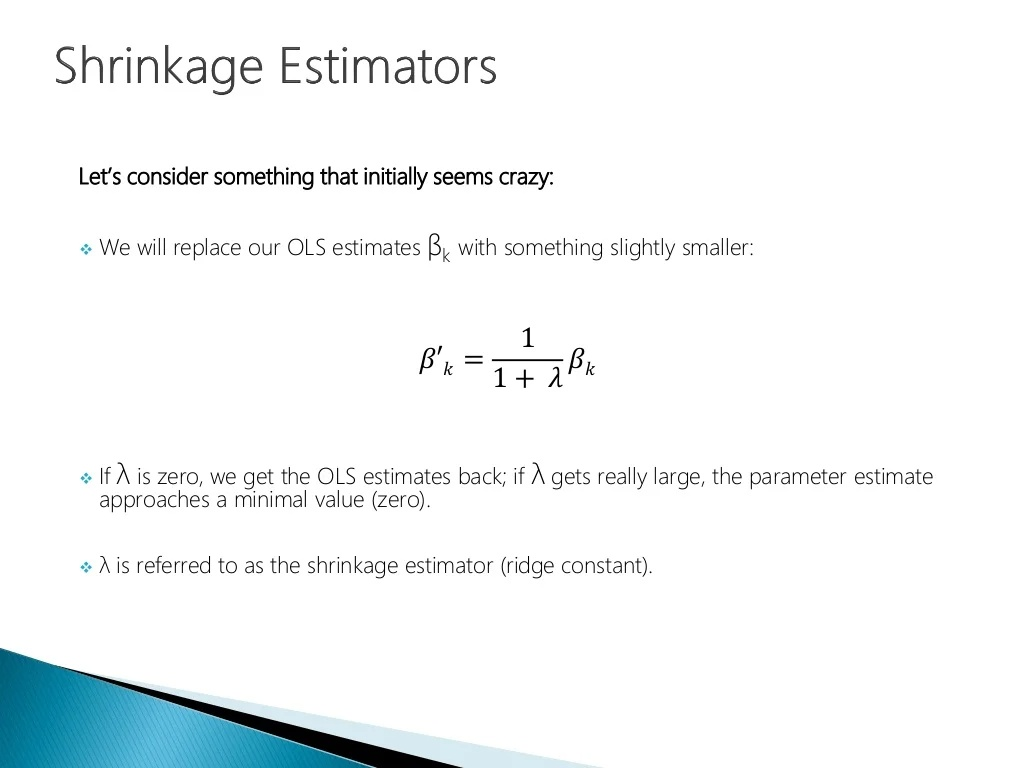 Shrinkage Estimators
Let's consider something that initially seems crazy:
❖ We will replace our OLS estimates βk with something slightly smaller:
β′k = 1 / (1 + λ) βk
❖ If λ is zero, we get the OLS estimates back; if λ gets really large, the parameter estimate
approaches a minimal value (zero).
❖ λ is referred to as the shrinkage estimator (ridge constant).